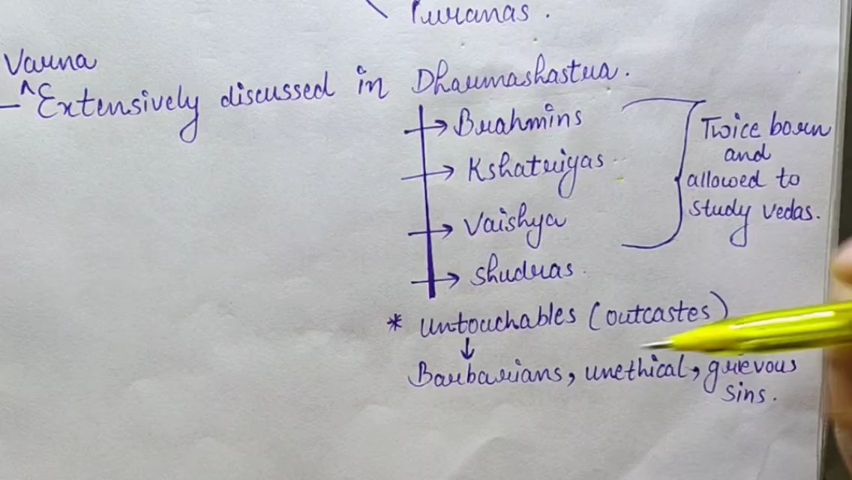 Puranas.
Varna
– ^ Extensively discussed in Dharmashastra.
→ Brahmins
→ Kshatriyas
→ Vaishya
→ Shudras
Twice born
and
allowed to
study vedas.
* Untouchables (outcastes)
↓
Barbarians, unethical, grievous
sins.